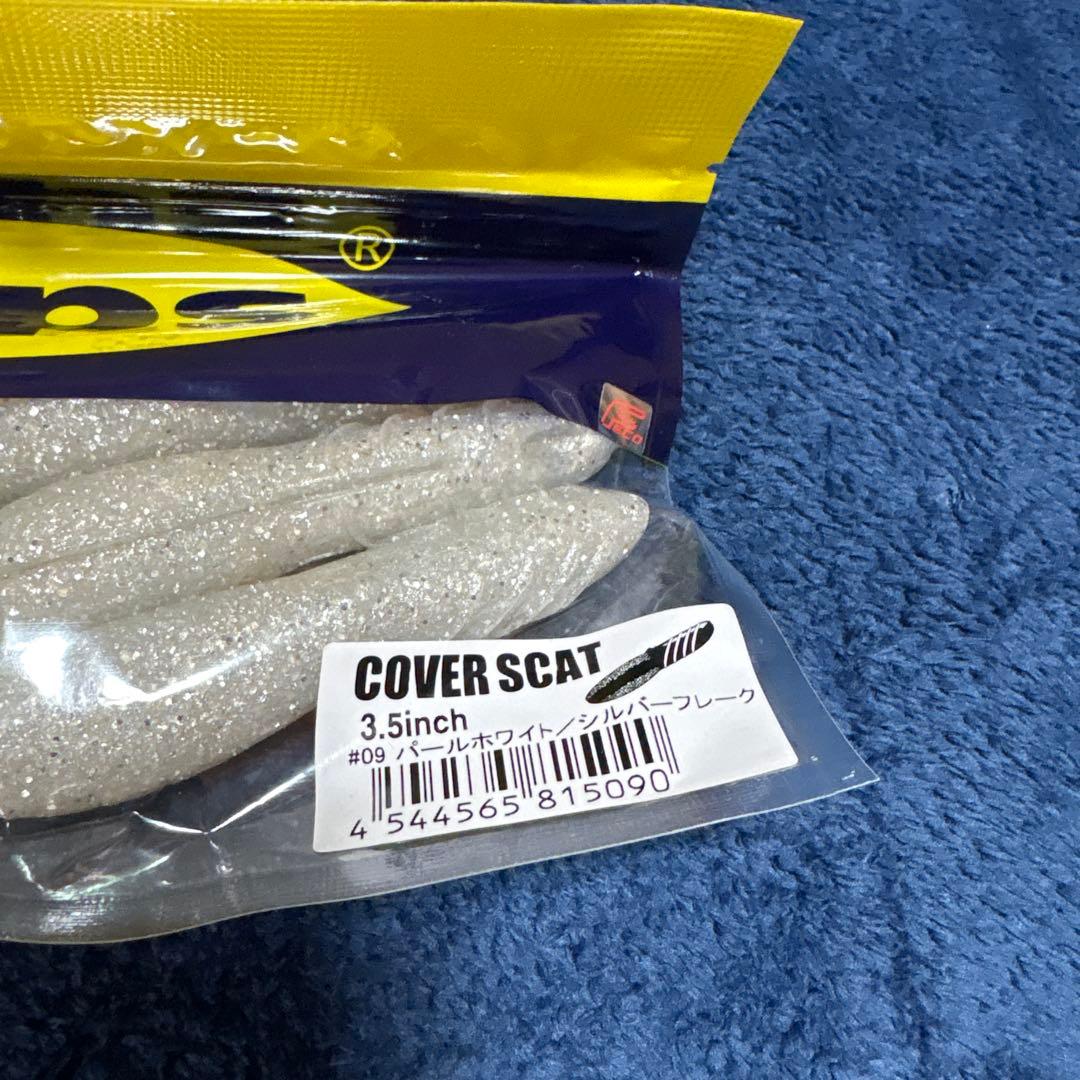 ®
COVER SCAT
3.5inch
#09 パールホワイト／シルバーフレーク
4 544565 815090